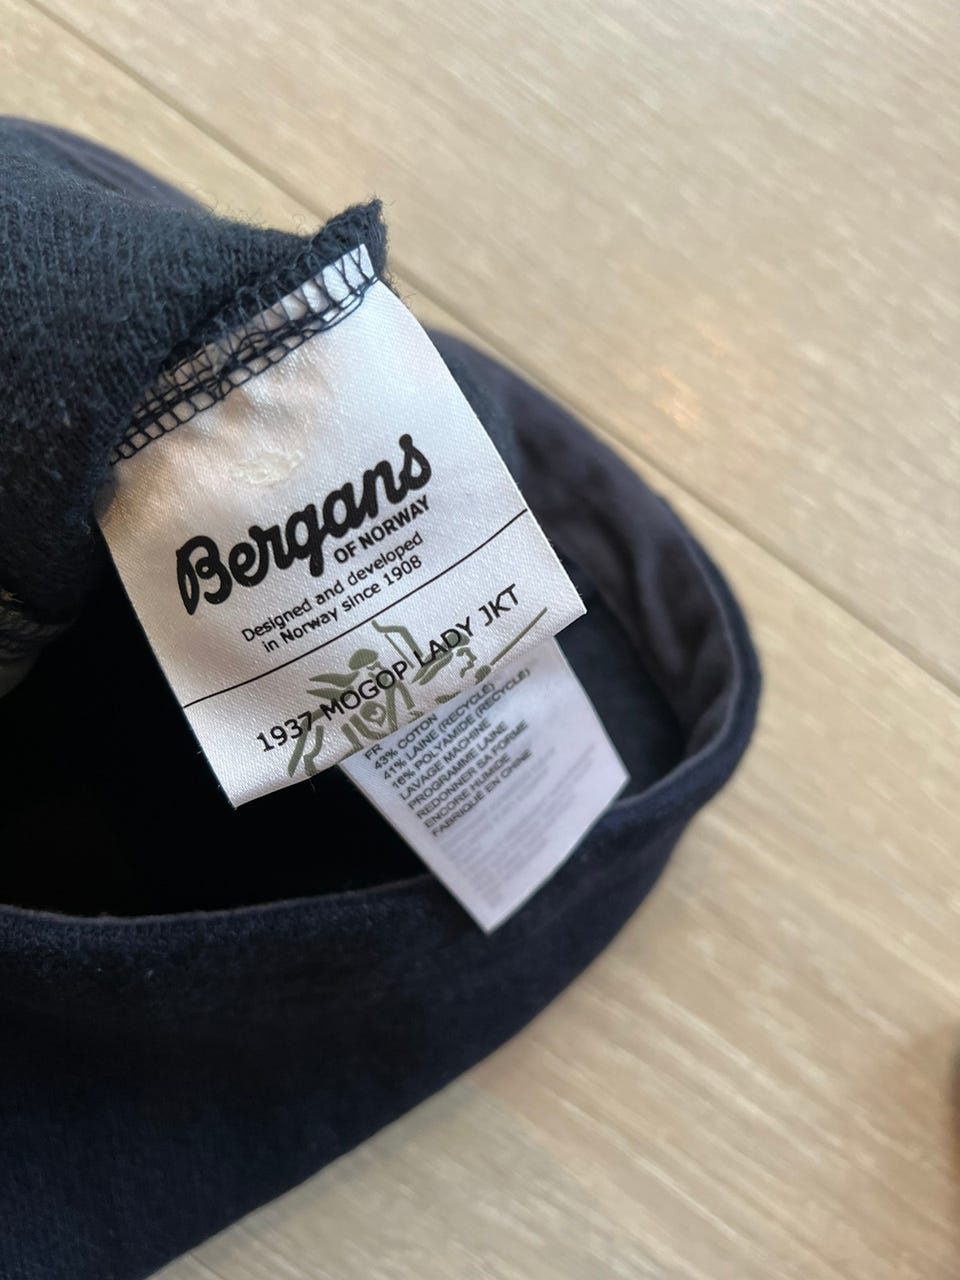 Bergans
OF NORWAY
Designed and developed
in Norway since 1908
1937 MOGOP LADY JKT
FR
43% COTON
41% LAINE (RECYCLÉ)
16% POLYAMIDE (RECYCLÉ)
LAVAGE MACHINE
PROGRAMME LAINE
REDONNER SA FORME
ENCORE HUMIDE
FABRIQUÉ EN CHINE